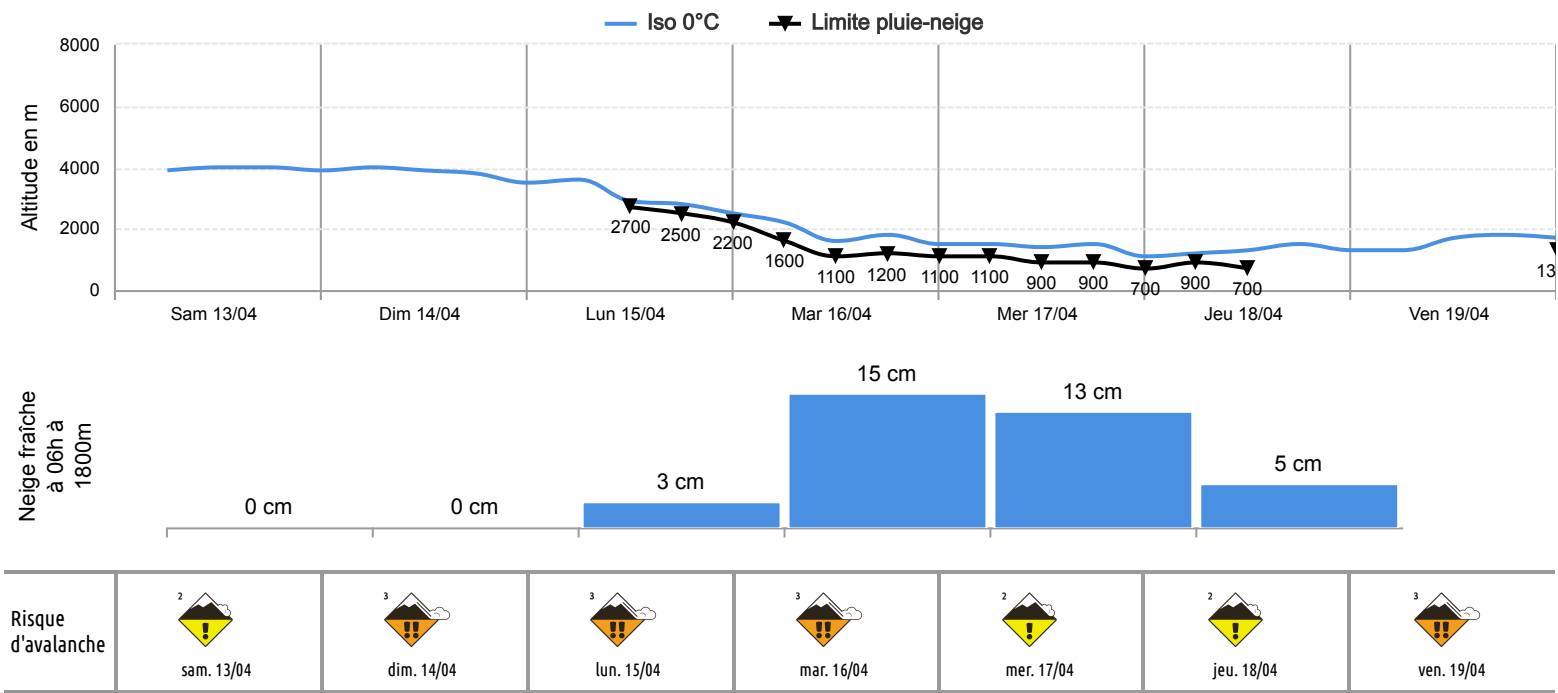 Iso 0°C Limite pluie-neige
Altitude en m
8000
6000
4000
2000
0
2700 2500 2200 1600 1100 1200 1100 1100 900 900 700 900 700 13
Sam 13/04 Dim 14/04 Lun 15/04 Mar 16/04 Mer 17/04 Jeu 18/04 Ven 19/04
Neige fraîche
à 06h à
1800m
0 cm 0 cm 3 cm 15 cm 13 cm 5 cm
Risque
d'avalanche
2 3 3 3 2 2 3
! !! !! !! ! ! !!
sam. 13/04 dim. 14/04 lun. 15/04 mar. 16/04 mer. 17/04 jeu. 18/04 ven. 19/04